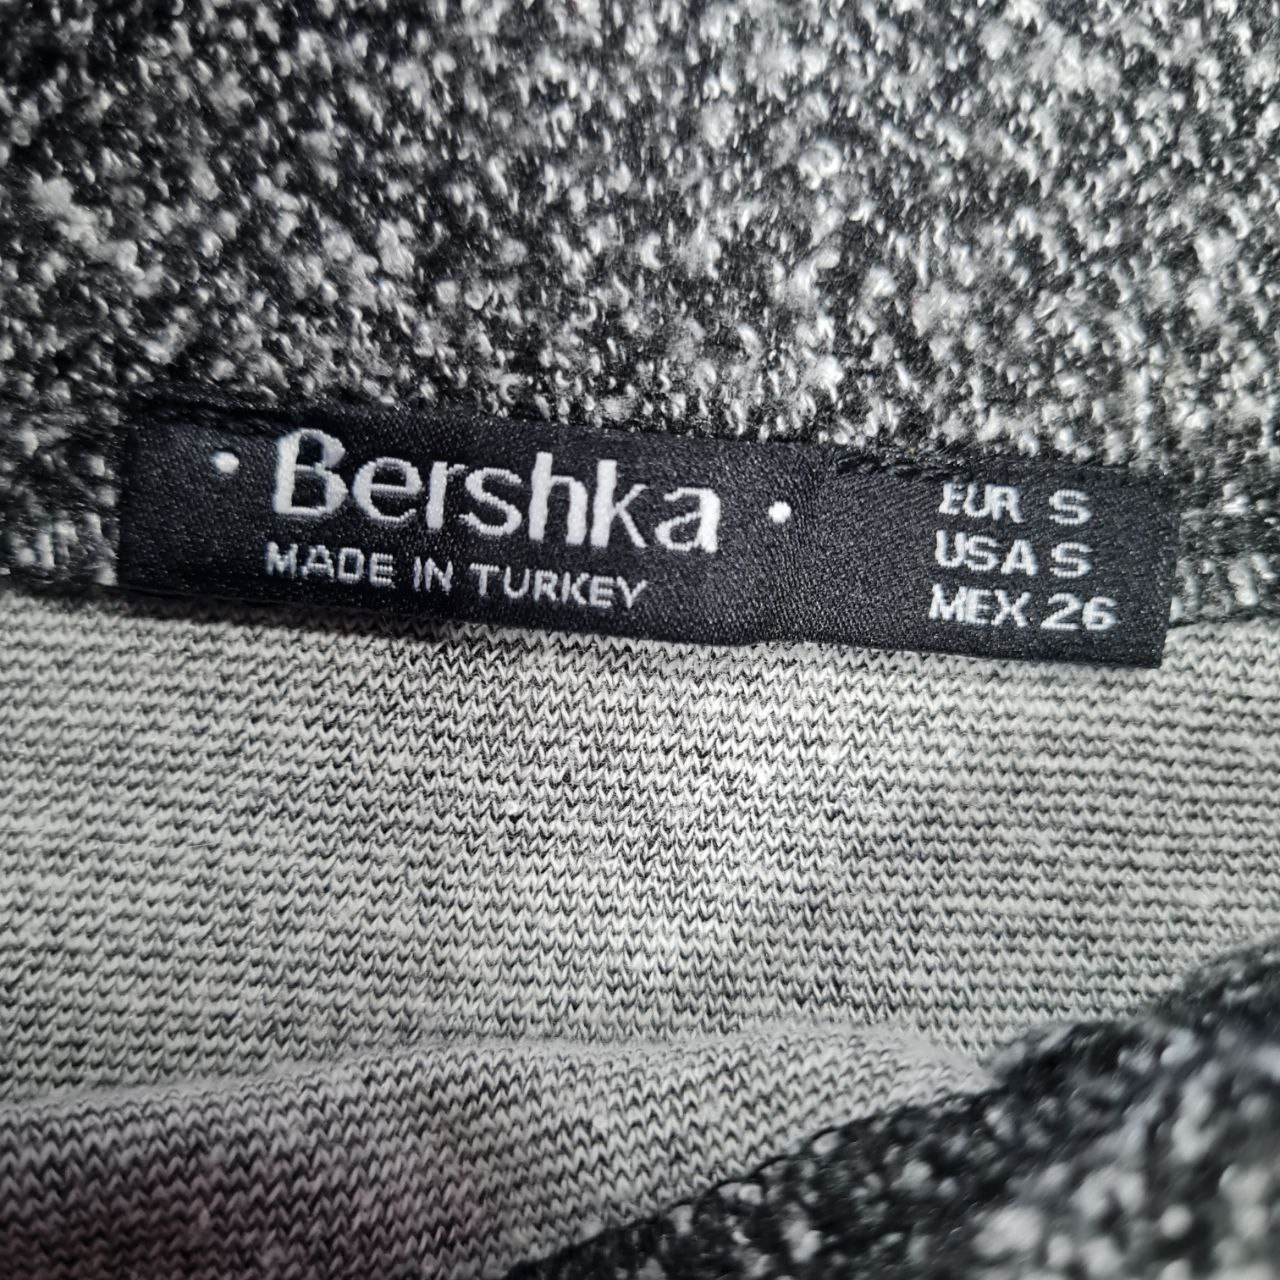 • Bershka •
MADE IN TURKEY
EUR S
USA S
MEX 26